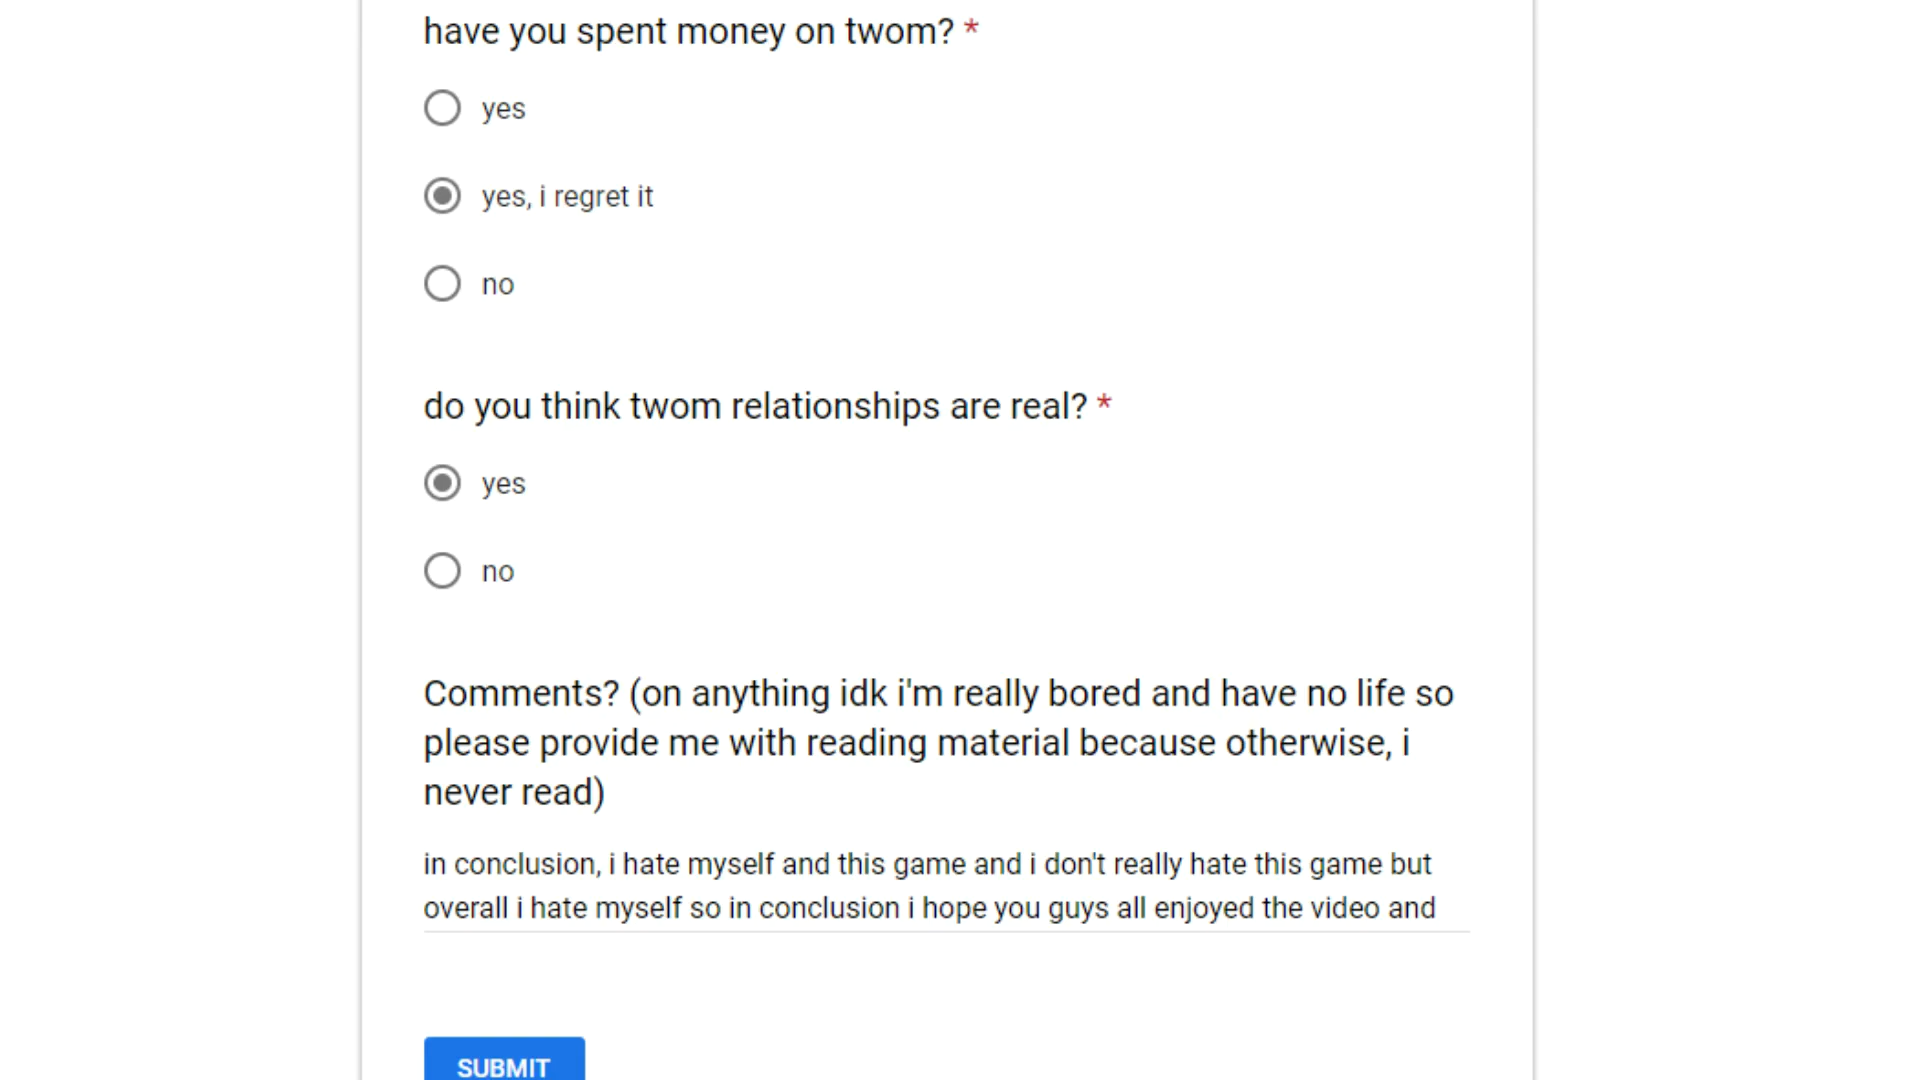 have you spent money on twom? *
yes
yes, i regret it
no
do you think twom relationships are real? *
yes
no
Comments? (on anything idk i'm really bored and have no life so
please provide me with reading material because otherwise, i
never read)
in conclusion, i hate myself and this game and i don't really hate this game but
overall i hate myself so in conclusion i hope you guys all enjoyed the video and
SUBMIT